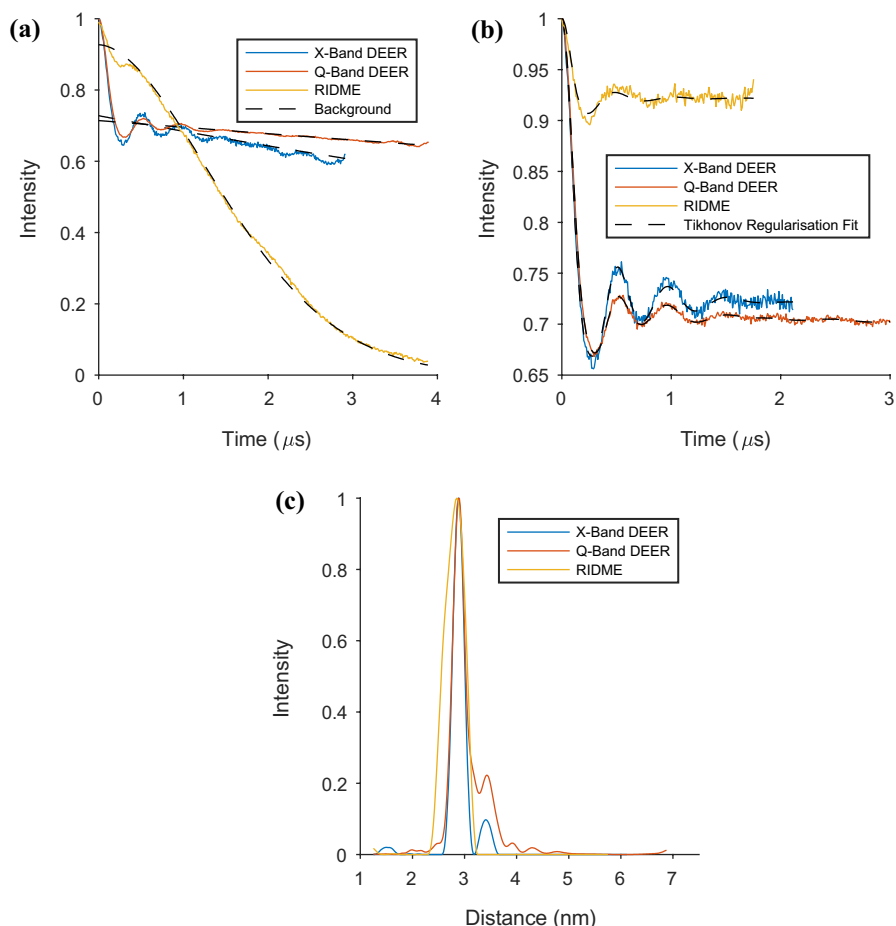 (a)
Intensity
1
0.8
0.6
0.4
0.2
0
0
1
2
3
4
Time (μs)
X-Band DEER
Q-Band DEER
RIDME
Background
(b)
Intensity
1
0.95
0.9
0.85
0.8
0.75
0.7
0.65
0
1
2
3
Time (μs)
X-Band DEER
Q-Band DEER
RIDME
Tikhonov Regularisation Fit
(c)
Intensity
1
0.8
0.6
0.4
0.2
0
1
2
3
4
5
6
7
Distance (nm)
X-Band DEER
Q-Band DEER
RIDME